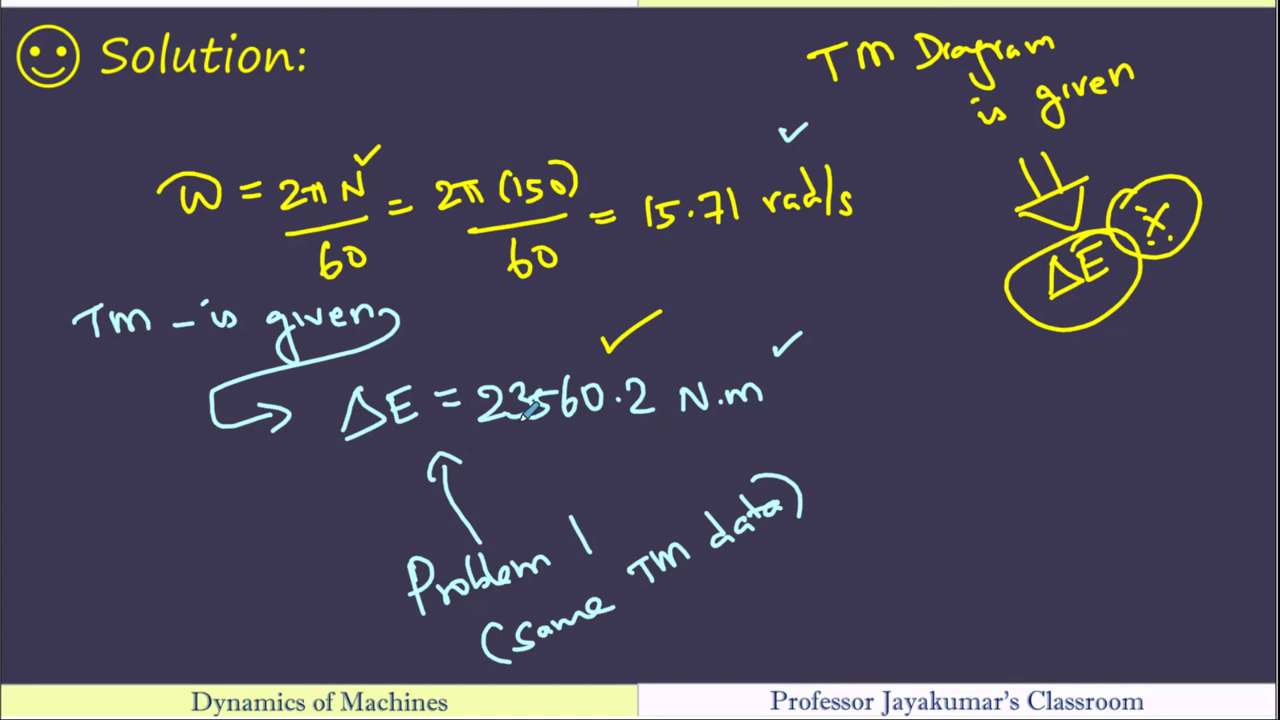 Solution:
TM Diagram
is given
ω = 2πN/60 = 2π(150)/60 = 15.71 rad/s
ΔE
TM - is given
ΔE = 23560.2 N.m
Problem 1
(same TM data)
Dynamics of Machines
Professor Jayakumar's Classroom